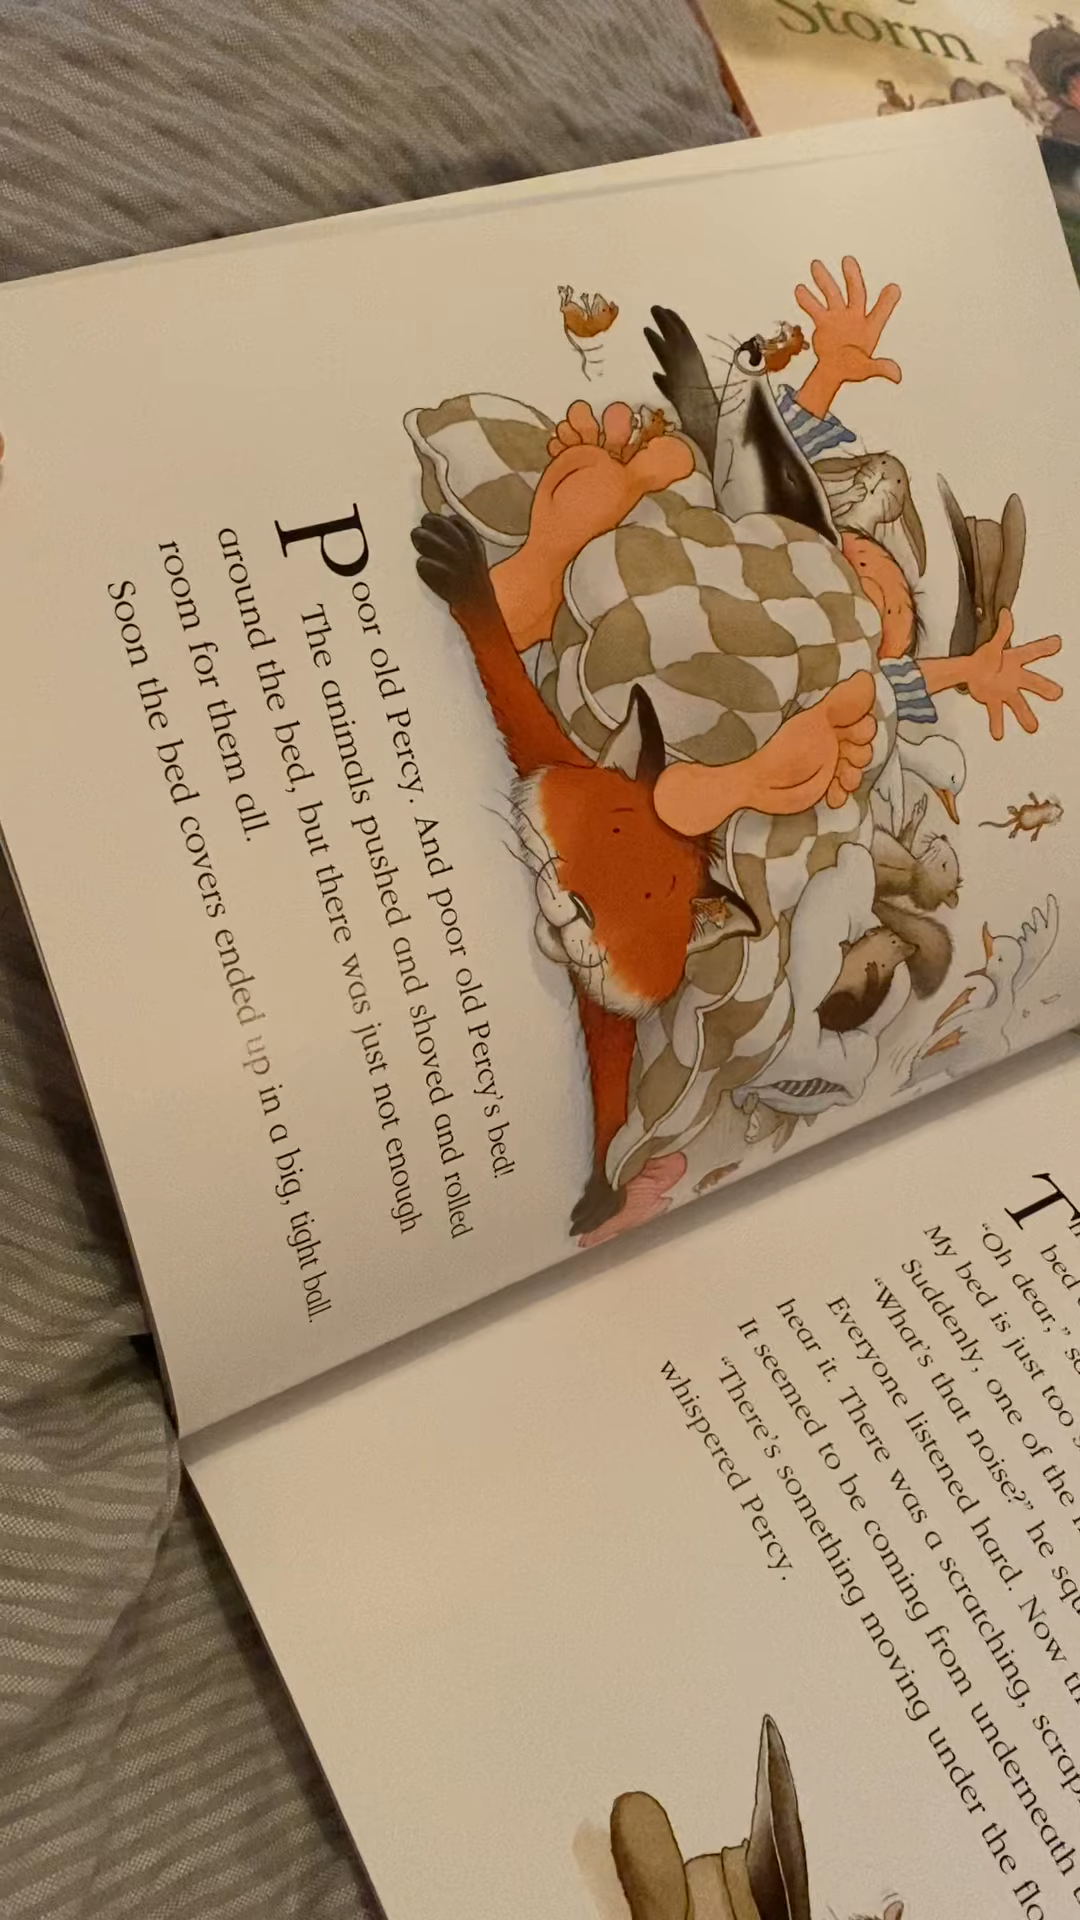 Storm
Poor old Percy. And poor old Percy's bed!
The animals pushed and shoved and rolled
around the bed, but there was just not enough
room for them all.
Soon the bed covers ended up in a big, tight ball.
bed
“Oh dear,”
My bed is just too
Suddenly, one of the
“What's that noise?” he
Everyone listened hard. Now
hear it. There was a scratching,
It seemed to be coming from underneath
“There's something moving under the
whispered Percy.